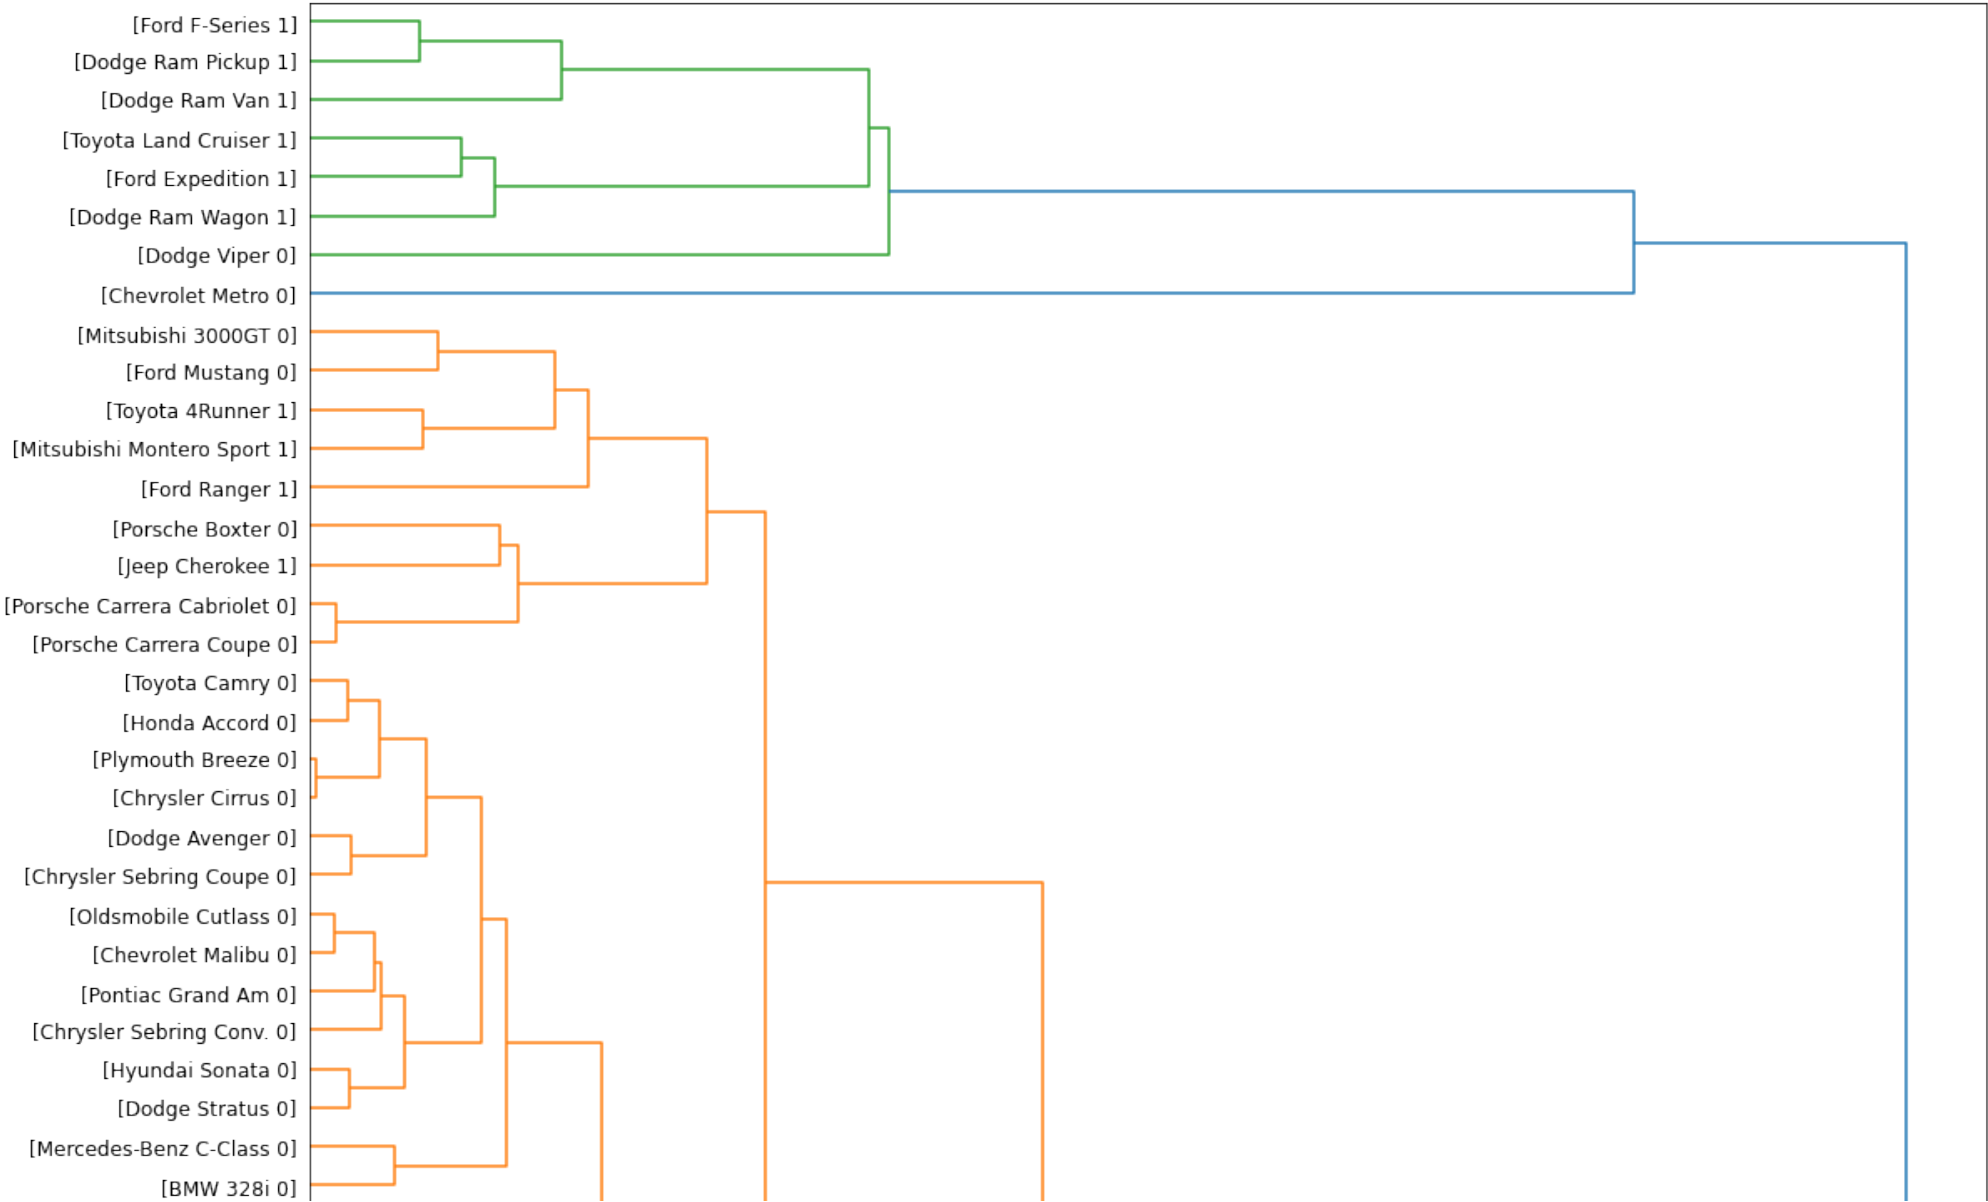 [Ford F-Series 1]
[Dodge Ram Pickup 1]
[Dodge Ram Van 1]
[Toyota Land Cruiser 1]
[Ford Expedition 1]
[Dodge Ram Wagon 1]
[Dodge Viper 0]
[Chevrolet Metro 0]
[Mitsubishi 3000GT 0]
[Ford Mustang 0]
[Toyota 4Runner 1]
[Mitsubishi Montero Sport 1]
[Ford Ranger 1]
[Porsche Boxter 0]
[Jeep Cherokee 1]
[Porsche Carrera Cabriolet 0]
[Porsche Carrera Coupe 0]
[Toyota Camry 0]
[Honda Accord 0]
[Plymouth Breeze 0]
[Chrysler Cirrus 0]
[Dodge Avenger 0]
[Chrysler Sebring Coupe 0]
[Oldsmobile Cutlass 0]
[Chevrolet Malibu 0]
[Pontiac Grand Am 0]
[Chrysler Sebring Conv. 0]
[Hyundai Sonata 0]
[Dodge Stratus 0]
[Mercedes-Benz C-Class 0]
[BMW 328i 0]